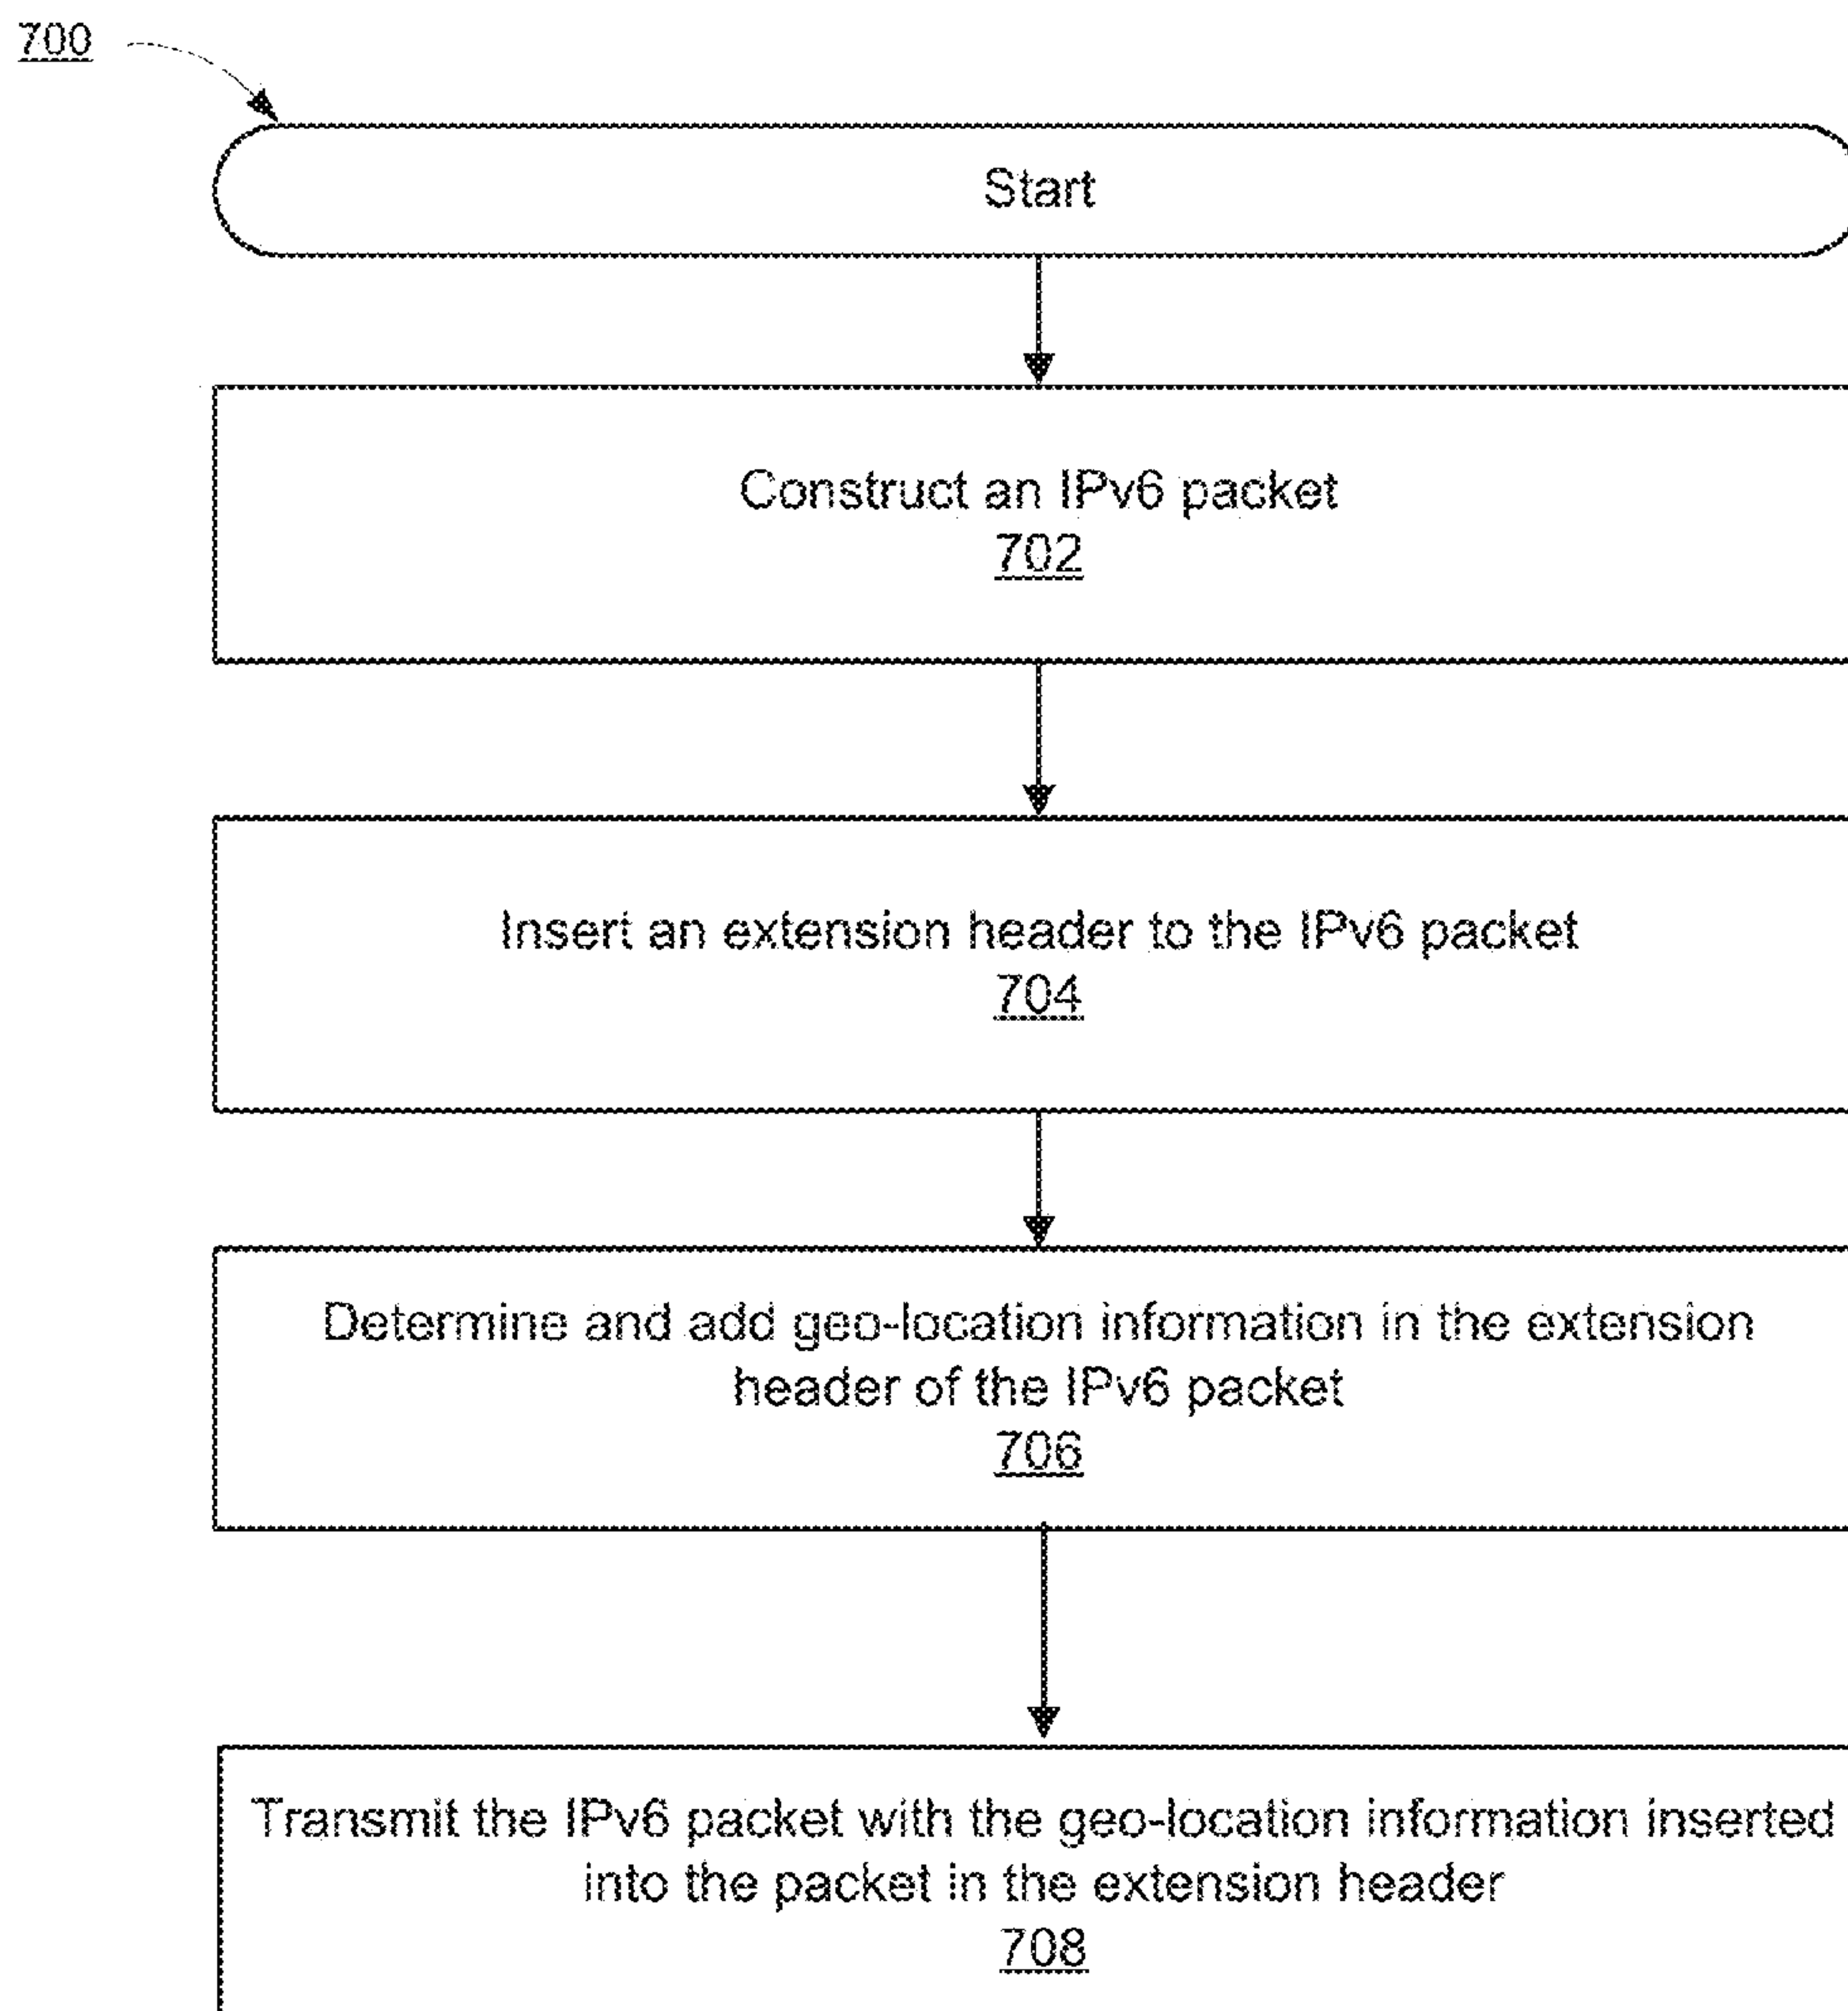 700
Start
Construct an IPv6 packet
702
Insert an extension header to the IPv6 packet
704
Determine and add geo-location information in the extension
header of the IPv6 packet
706
Transmit the IPv6 packet with the geo-location information inserted
into the packet in the extension header
708